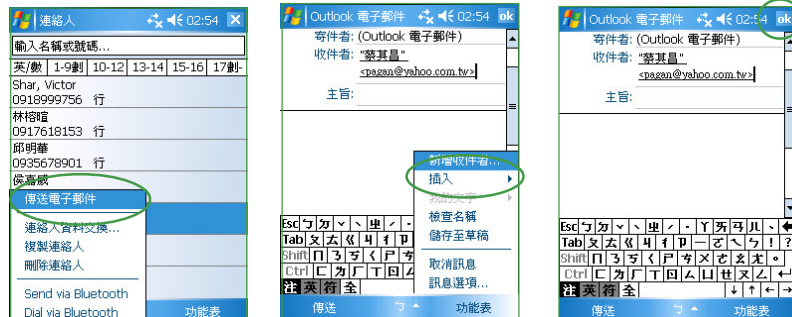 連絡人 02:54
輸入名稱或號碼...
英/數 1-9劃 10-12 13-14 15-16 17劃-
Shar, Victor
0918999756 行
林榕暄
0917618153 行
邱明華
0935678901 行
侯嘉威
傳送電子郵件
連絡人資料交換...
複製連絡人
刪除連絡人
Send via Bluetooth
Dial via Bluetooth
功能表
Outlook 電子郵件 02:54 ok
寄件者: (Outlook 電子郵件)
收件者: "蔡其昌"
<pagan@yahoo.com.tw>
主旨:
新增收件者...
插入
我的文字
檢查名稱
儲存至草稿
取消訊息
訊息選項...
Esc ㄅ ㄉ ˇ ˋ ㄓ ˊ ˙
Tab ㄆ ㄊ ㄍ ㄐ ㄔ ㄗ
Shift ㄇ ㄋ ㄎ ㄑ ㄕ ㄘ
Ctrl ㄈ ㄌ ㄏ ㄒ ㄖ ㄙ
注 英 符 全
傳送 ㄅ 功能表
Outlook 電子郵件 02:54 ok
寄件者: (Outlook 電子郵件)
收件者: "蔡其昌"
<pagan@yahoo.com.tw>
主旨:
Esc ㄅ ㄉ ˇ ˋ ㄓ ˊ ˙ ㄚ ㄞ ㄢ ㄦ
Tab ㄆ ㄊ ㄍ ㄐ ㄔ ㄗ ㄧ ㄛ ㄟ ㄣ ! ?
Shift ㄇ ㄋ ㄎ ㄑ ㄕ ㄘ ㄨ ㄜ ㄠ ㄤ 。
Ctrl ㄈ ㄌ ㄏ ㄒ ㄖ ㄙ ㄩ ㄝ ㄡ ㄥ ↵
注 英 符 全 ↓ ↑ ← →
傳送 ㄅ 功能表